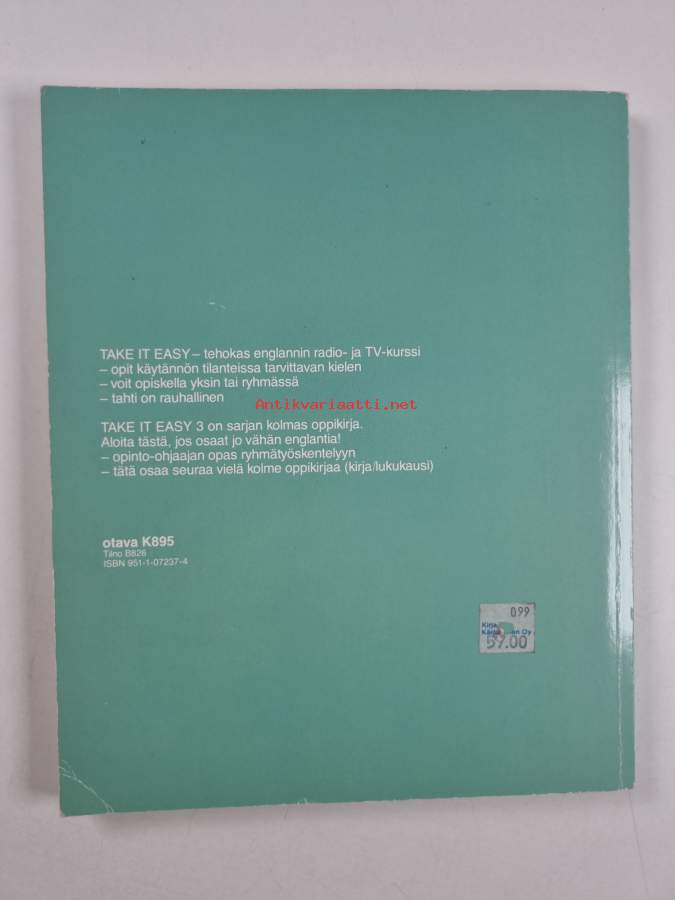 TAKE IT EASY – tehokas englannin radio- ja TV-kurssi
– opit käytännön tilanteissa tarvittavan kielen
– voit opiskella yksin tai ryhmässä
– tahti on rauhallinen
Antikvariaatti.net
TAKE IT EASY 3 on sarjan kolmas oppikirja.
Aloita tästä, jos osaat jo vähän englantia!
– opinto-ohjaajan opas ryhmätyöskentelyyn
– tätä osaa seuraa vielä kolme oppikirjaa (kirja/lukukausi)
otava K895
Tilno B826
ISBN 951-1-07237-4
099
Oy
59.00